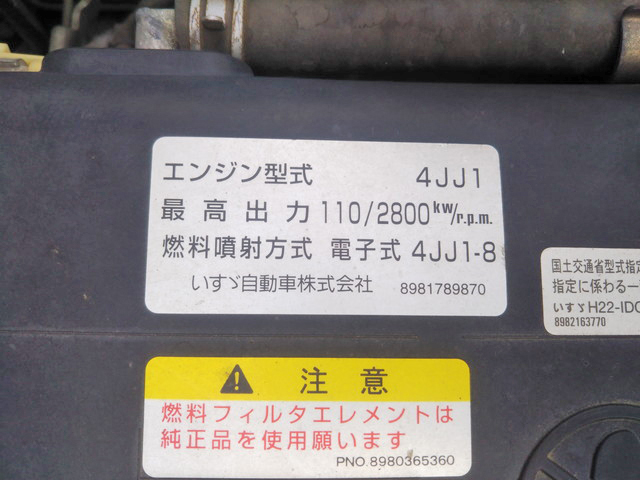 エンジン型式 4JJ1
最高出力 110/2800kw/r.p.m.
燃料噴射方式 電子式 4JJ1-8
いすゞ自動車株式会社 8981789870
国土交通省型式指定
指定に係わる一
いすゞH22-IDC
8982163770
注意
燃料フィルタエレメントは
純正品を使用願います
PNO.8980365360